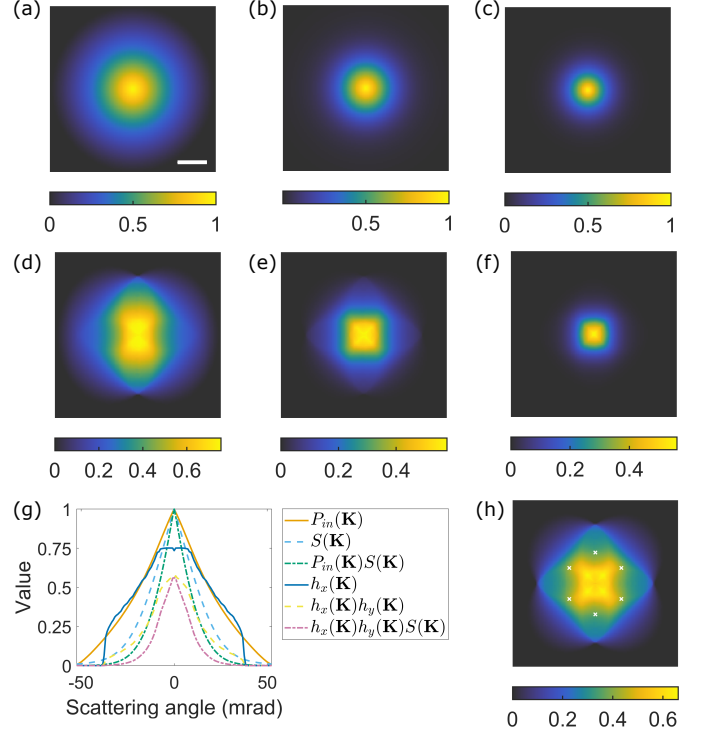 (a)
(b)
(c)
0 0.5 1
0.5 1
0 0.5 1
(d)
(e)
(f)
0 0.2 0.4 0.6
0 0.2 0.4
0 0.2 0.4
(g)
Value
1
0.75
0.5
0.25
0
-50 0 50
Scattering angle (mrad)
P_in(K)
S(K)
P_in(K)S(K)
h_x(K)
h_x(K)h_y(K)
h_x(K)h_y(K)S(K)
(h)
0 0.2 0.4 0.6